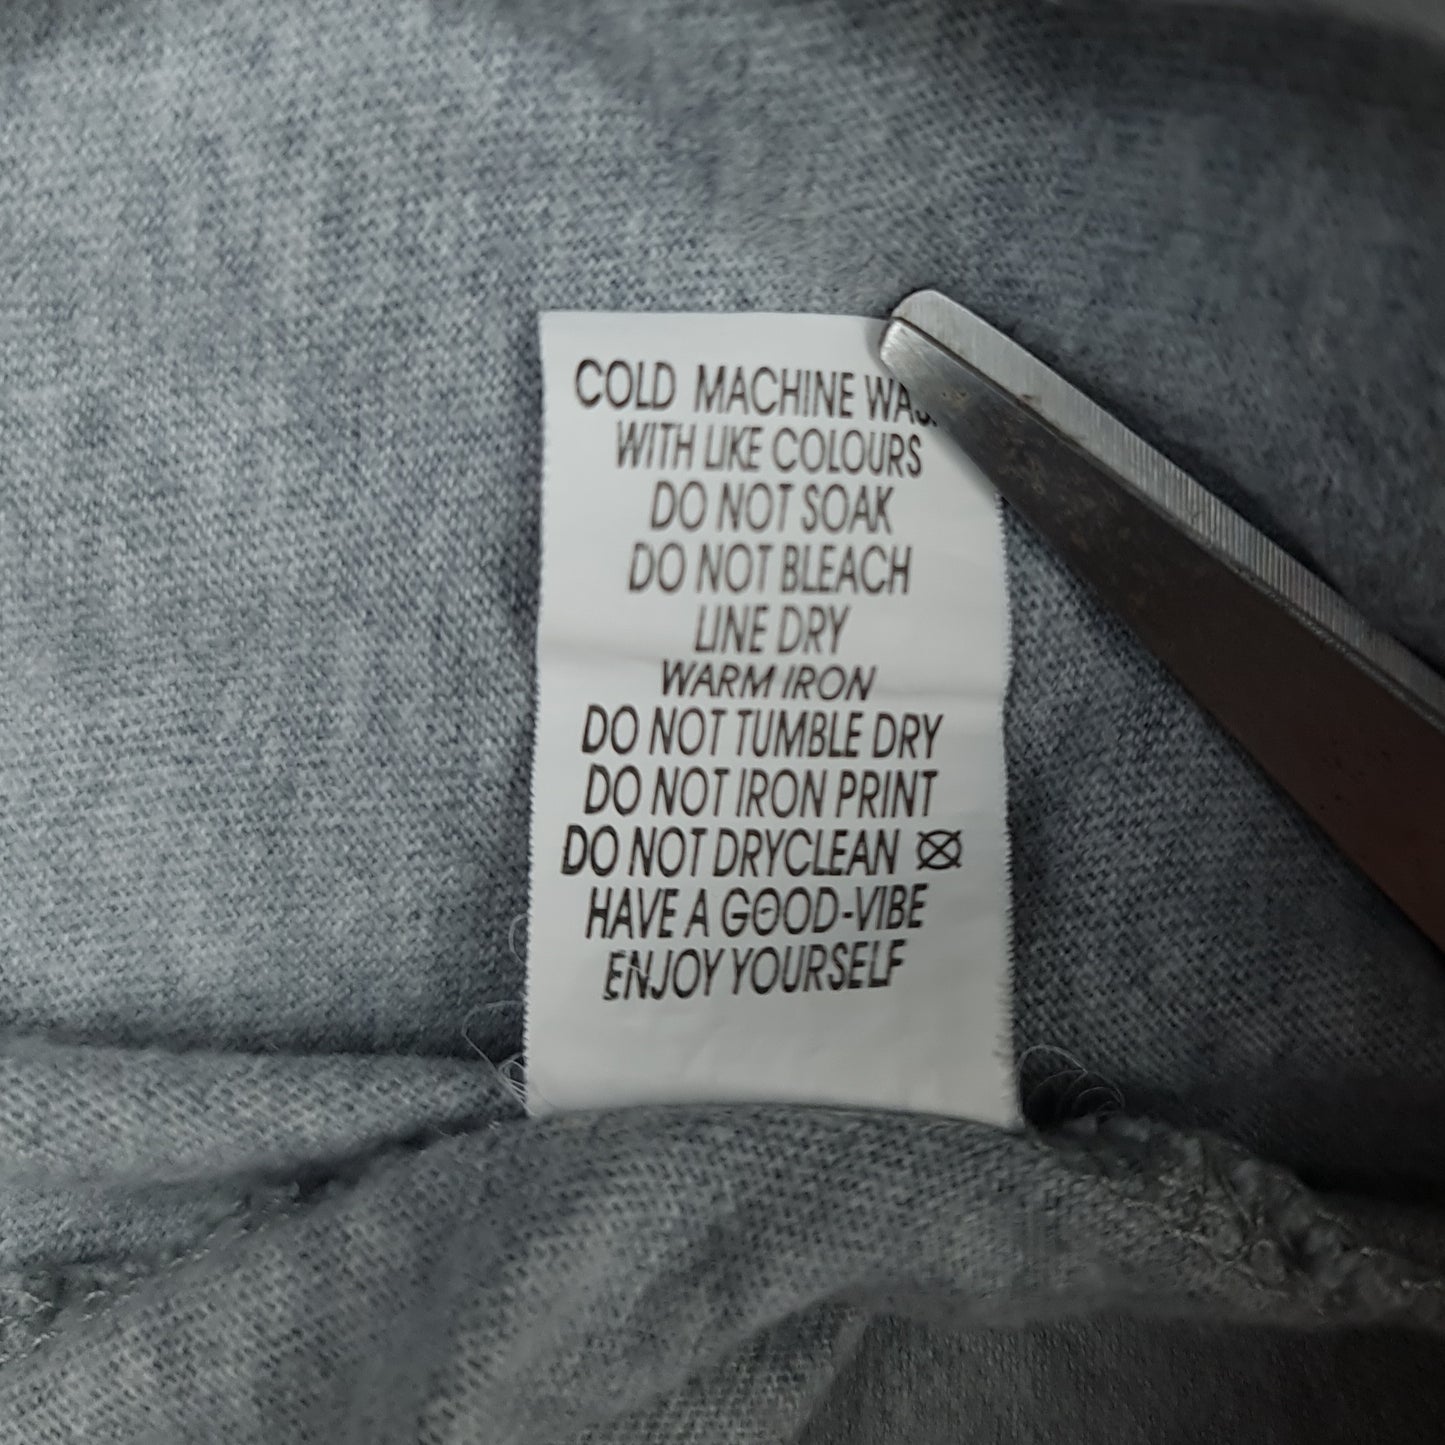 COLD MACHINE
WITH LIKE COLOURS
DO NOT SOAK
DO NOT BLEACH
LINE DRY
WARM IRON
DO NOT TUMBLE DRY
DO NOT IRON PRINT
DO NOT DRYCLEAN
HAVE A GOOD-VIBE
ENJOY YOURSELF